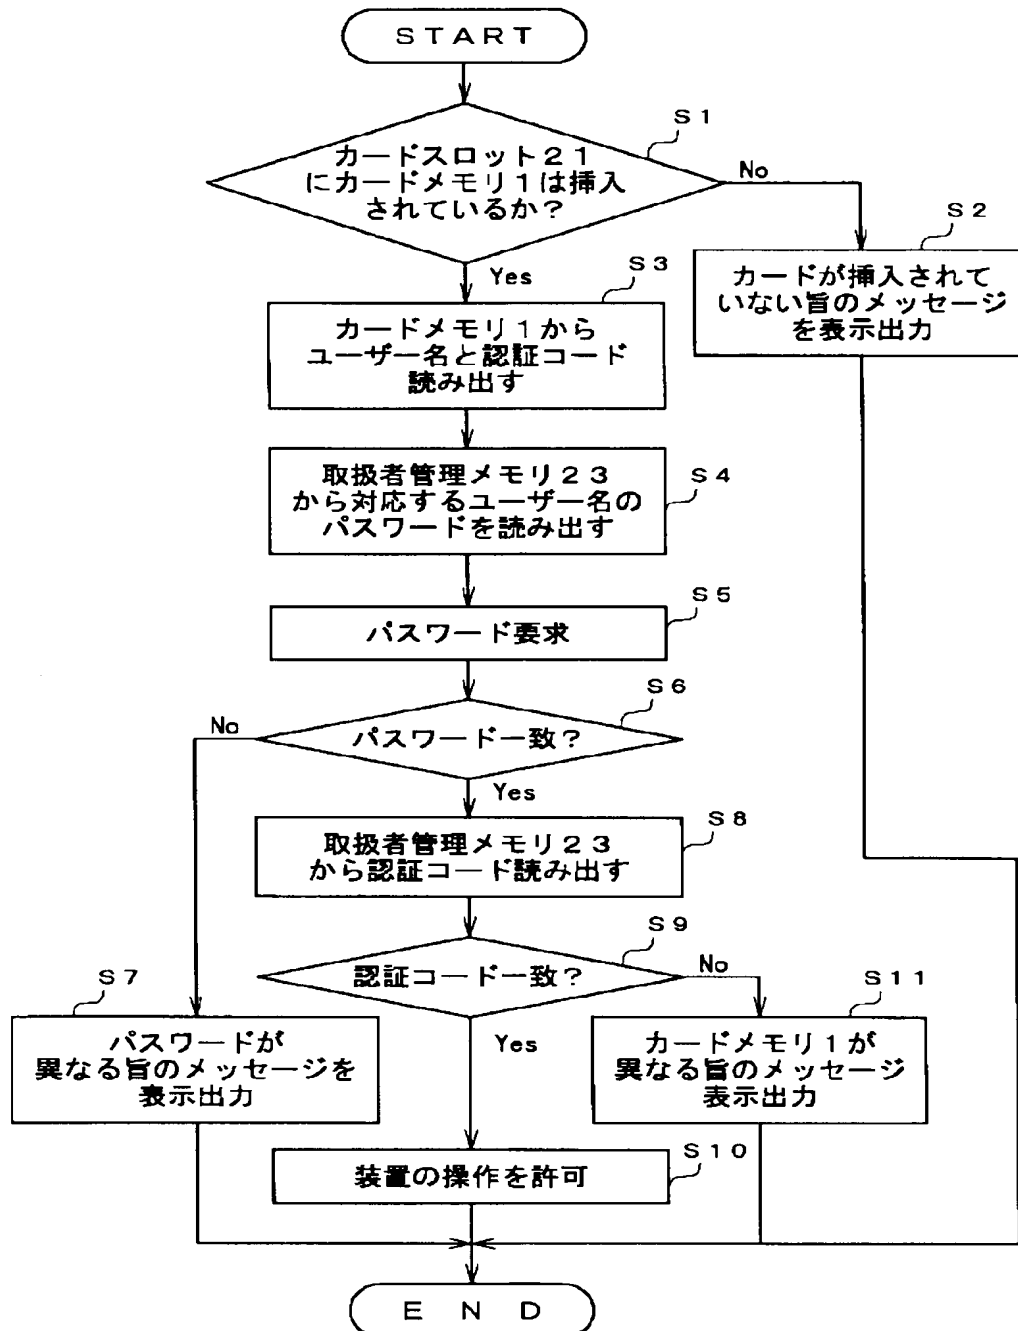 START
S1
カードスロット21
にカードメモリ1は挿入
されているか?
No
S2
カードが挿入されて
いない旨のメッセージ
を表示出力
Yes
S3
カードメモリ1から
ユーザー名と認証コード
読み出す
取扱者管理メモリ23
から対応するユーザー名の
パスワードを読み出す
S4
S5
パスワード要求
S6
No
パスワード一致?
Yes
S8
取扱者管理メモリ23
から認証コード読み出す
S9
認証コード一致?
No
S7
パスワードが
異なる旨のメッセージを
表示出力
Yes
S11
カードメモリ1が
異なる旨のメッセージ
表示出力
S10
装置の操作を許可
END